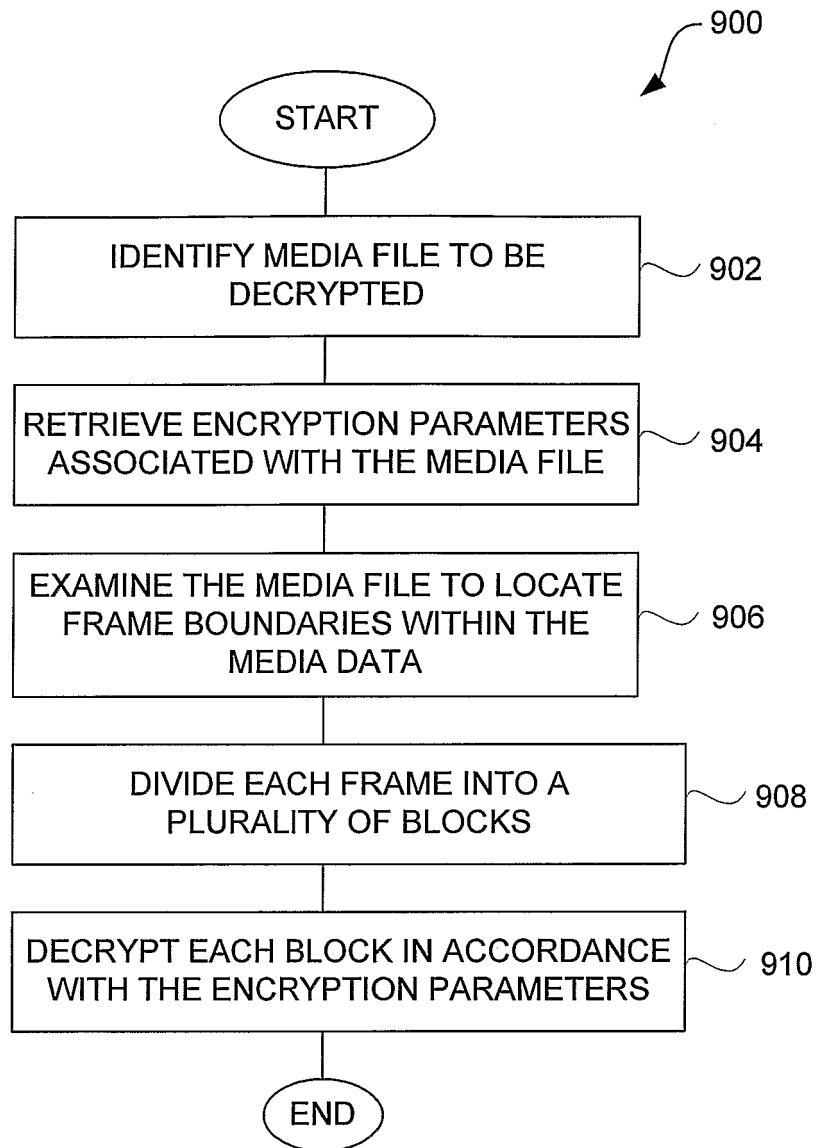 900
START
IDENTIFY MEDIA FILE TO BE
DECRYPTED
902
RETRIEVE ENCRYPTION PARAMETERS
ASSOCIATED WITH THE MEDIA FILE
904
EXAMINE THE MEDIA FILE TO LOCATE
FRAME BOUNDARIES WITHIN THE
MEDIA DATA
906
DIVIDE EACH FRAME INTO A
PLURALITY OF BLOCKS
908
DECRYPT EACH BLOCK IN ACCORDANCE
WITH THE ENCRYPTION PARAMETERS
910
END